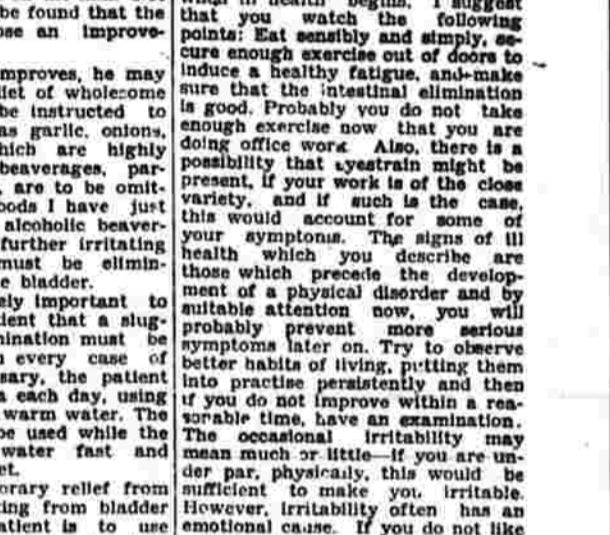 be found that the
ose an improve-
mproves, he may
diet of wholesome
be instructed to
as garlic, onions,
which are highly
beaverages, par-
, are to be omit-
foods I have just
alcoholic beaver-
further irritating
must be elimin-
e bladder.
ely important to
tient that a slug-
mination must be
n every case of
sary, the patient
a each day, using
warm water. The
be used while the
water fast and
et.
orary relief from
ting from bladder
atient is to use
when in health begins. I suggest
that you watch the following
points: Eat sensibly and simply, se-
cure enough exercise out of doors to
induce a healthy fatigue, and make
sure that the intestinal elimination
is good. Probably you do not take
enough exercise now that you are
doing office work. Also, there is a
possibility that eyestrain might be
present, if your work is of the close
variety, and if such is the case,
this would account for some of
your symptoms. The signs of ill
health which you describe are
those which precede the develop-
ment of a physical disorder and by
suitable attention now, you will
probably prevent more serious
symptoms later on. Try to observe
better habits of living, putting them
into practise persistently and then
if you do not improve within a rea-
sonable time, have an examination.
The occasional irritability may
mean much or little—if you are un-
der par, physically, this would be
sufficient to make you irritable.
However, irritability often has an
emotional cause. If you do not like